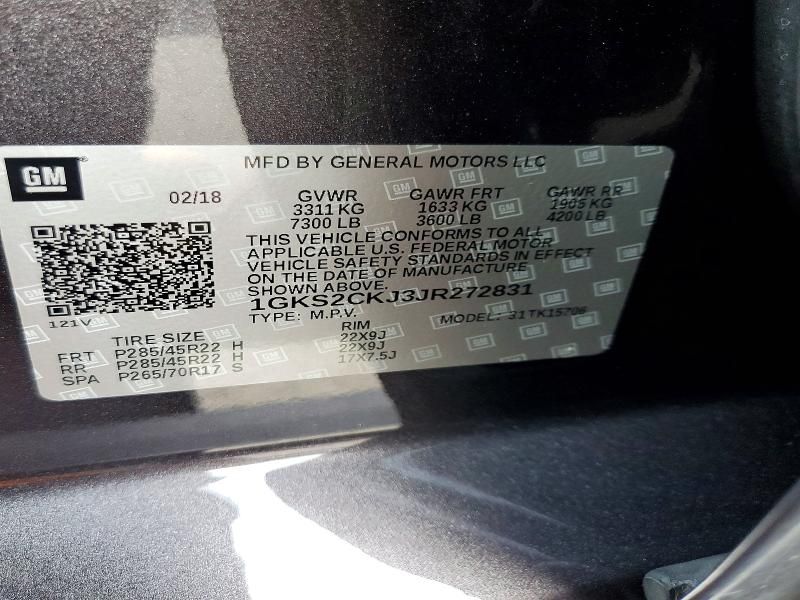 GM
MFD BY GENERAL MOTORS LLC
02/18 GVWR GAWR FRT GAWR RR
3311 KG 1633 KG 1905 KG
7300 LB 3600 LB 4200 LB
THIS VEHICLE CONFORMS TO ALL
APPLICABLE U.S. FEDERAL MOTOR
VEHICLE SAFETY STANDARDS IN EFFECT
ON THE DATE OF MANUFACTURE
SHOWN ABOVE.
1GKS2CKJ3JR272831
121V
TYPE: M.P.V. MODEL: 31TK15706
TIRE SIZE RIM
FRT P285/45R22 H 22X9J
RR P285/45R22 H 22X9J
SPA P265/70R17 S 17X7.5J